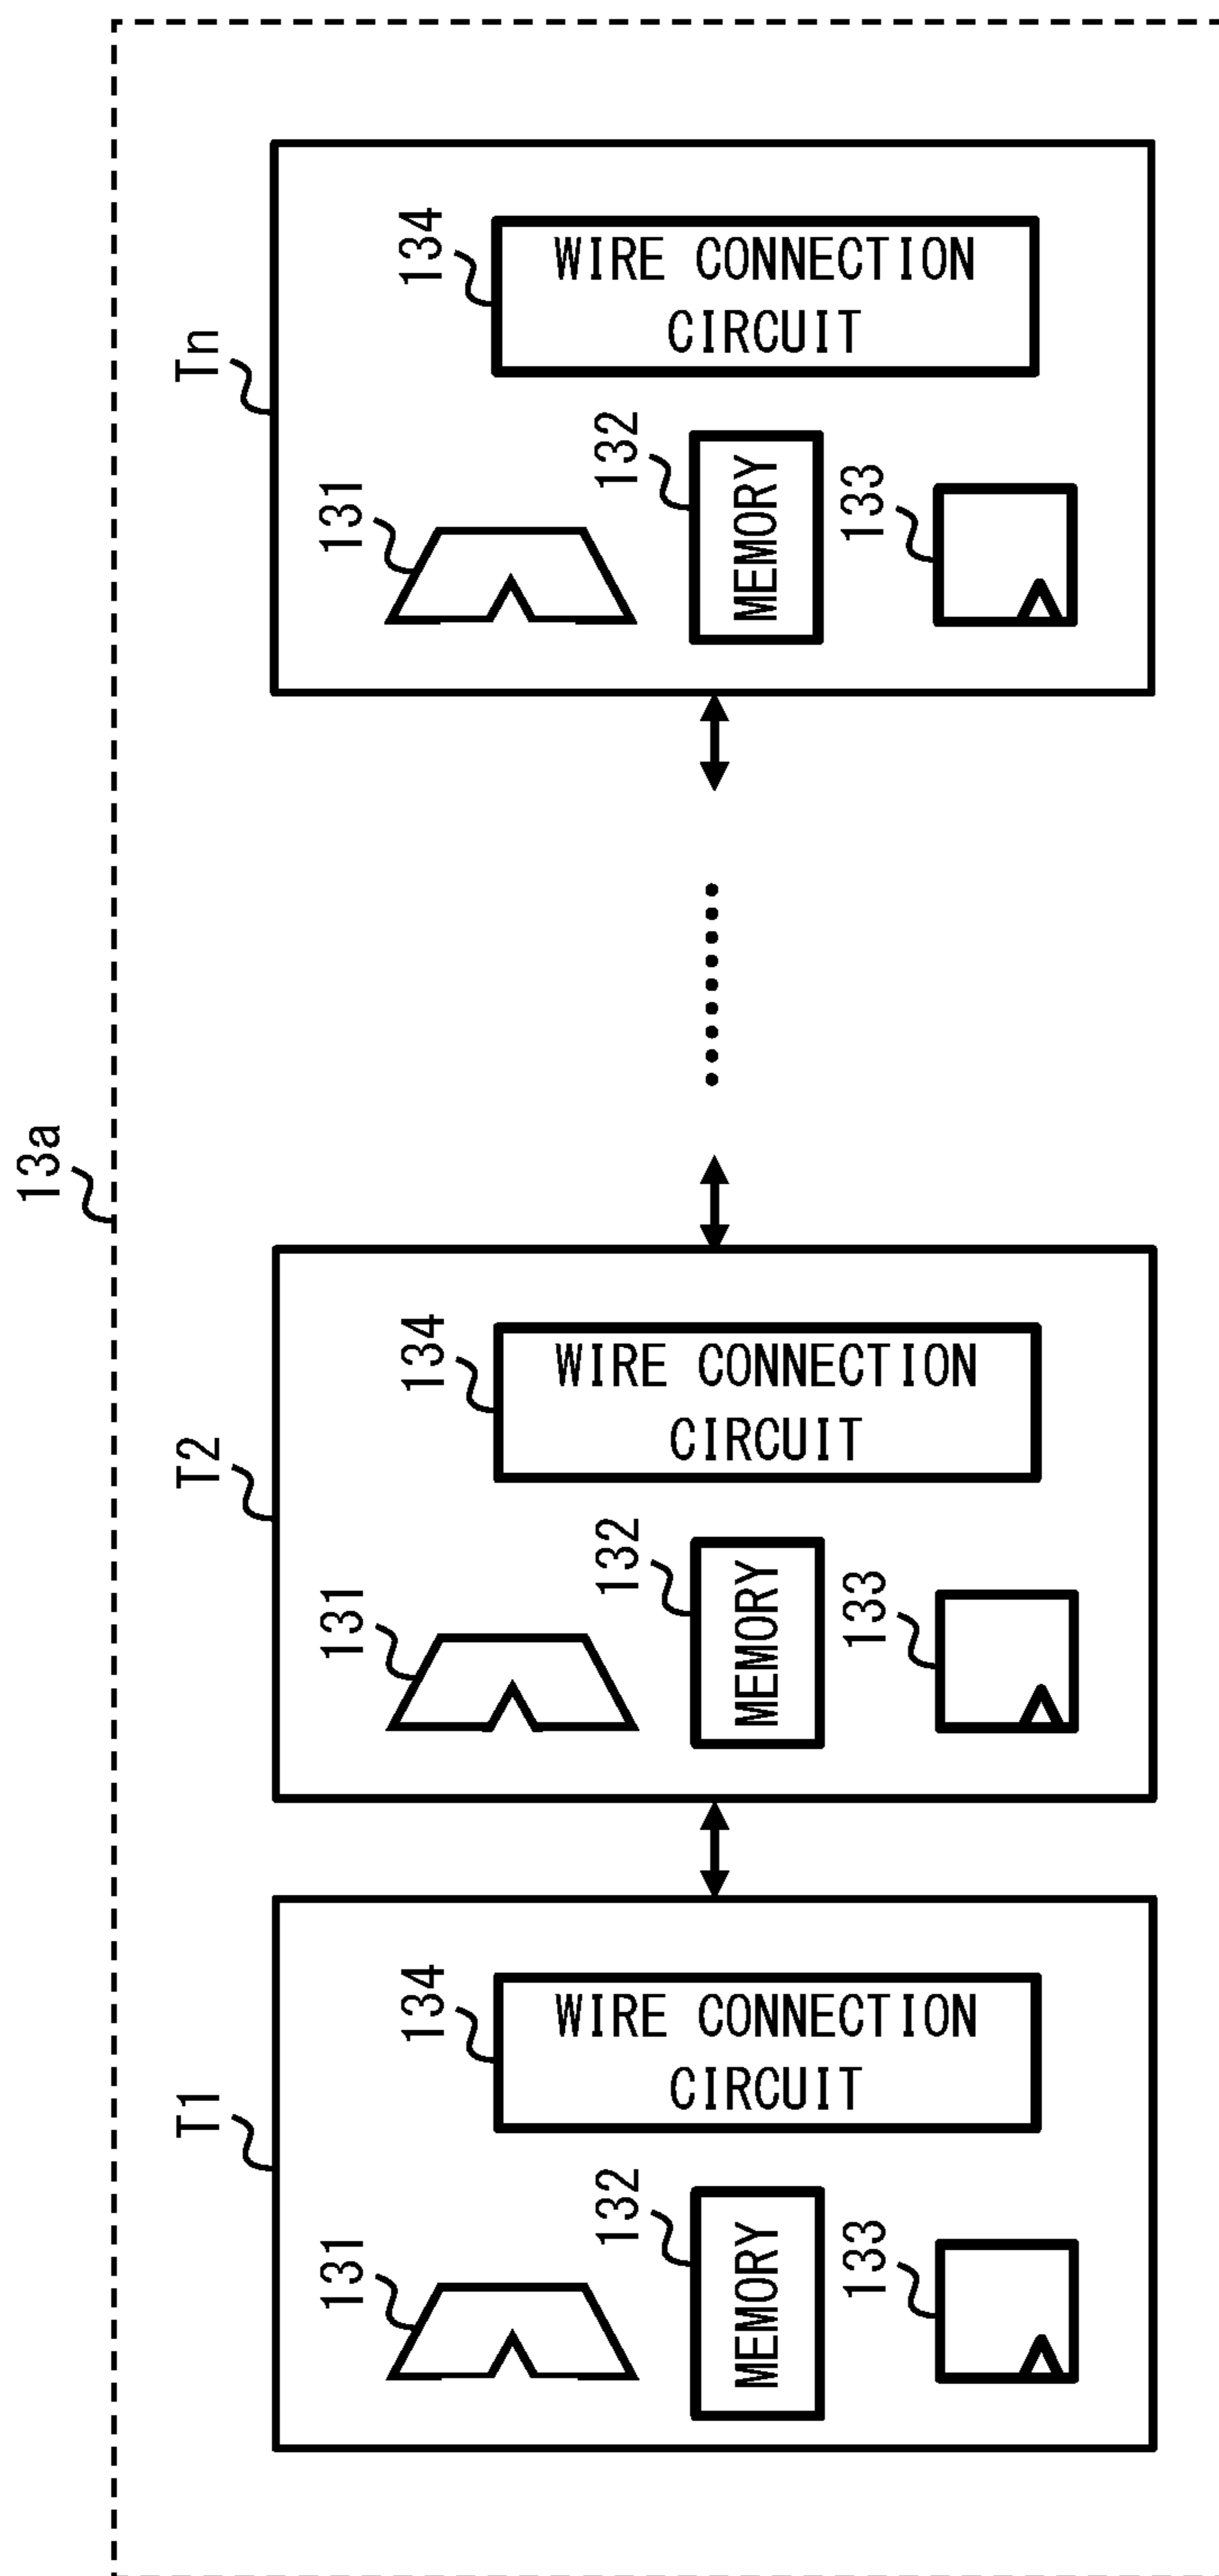 13a
T1
131
132
MEMORY
133
134
WIRE CONNECTION
CIRCUIT
T2
131
132
MEMORY
133
134
WIRE CONNECTION
CIRCUIT
Tn
131
132
MEMORY
133
134
WIRE CONNECTION
CIRCUIT